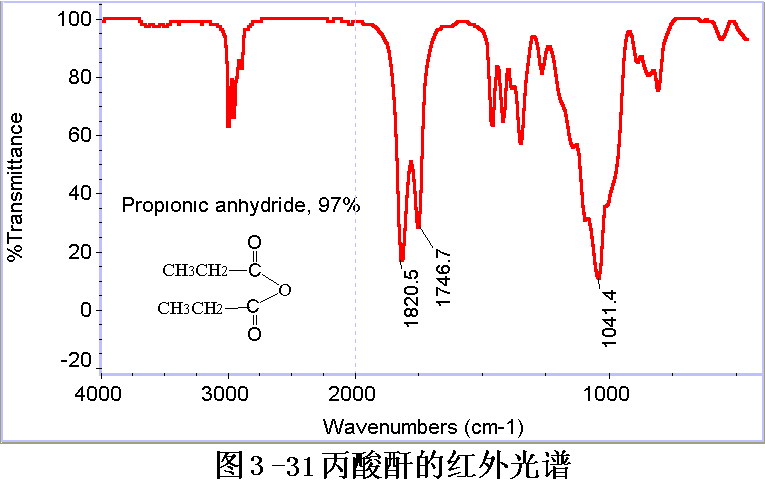 100
80
60
40
20
0
-20
%Transmittance
Propionic anhydride, 97%
O
CH3CH2 C
O
CH3CH2 C
O
1820.5
1746.7
1041.4
4000 3000 2000 1000
Wavenumbers (cm-1)
图3-31丙酸酐的红外光谱